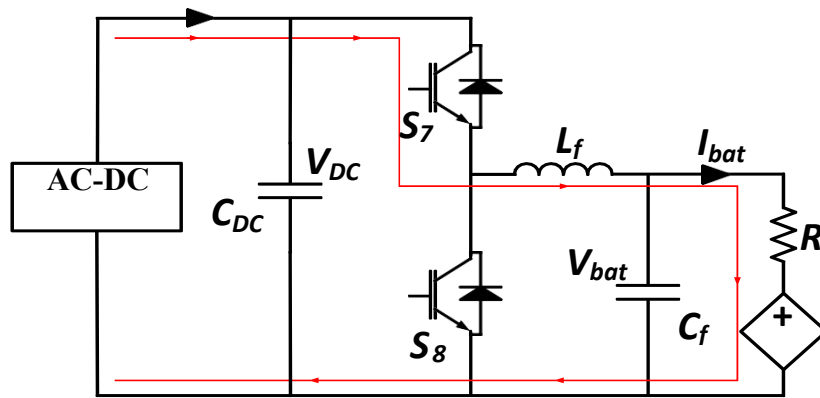 AC-DC
V_DC
C_DC
S_7
S_8
L_f
I_bat
V_bat
C_f
R
+